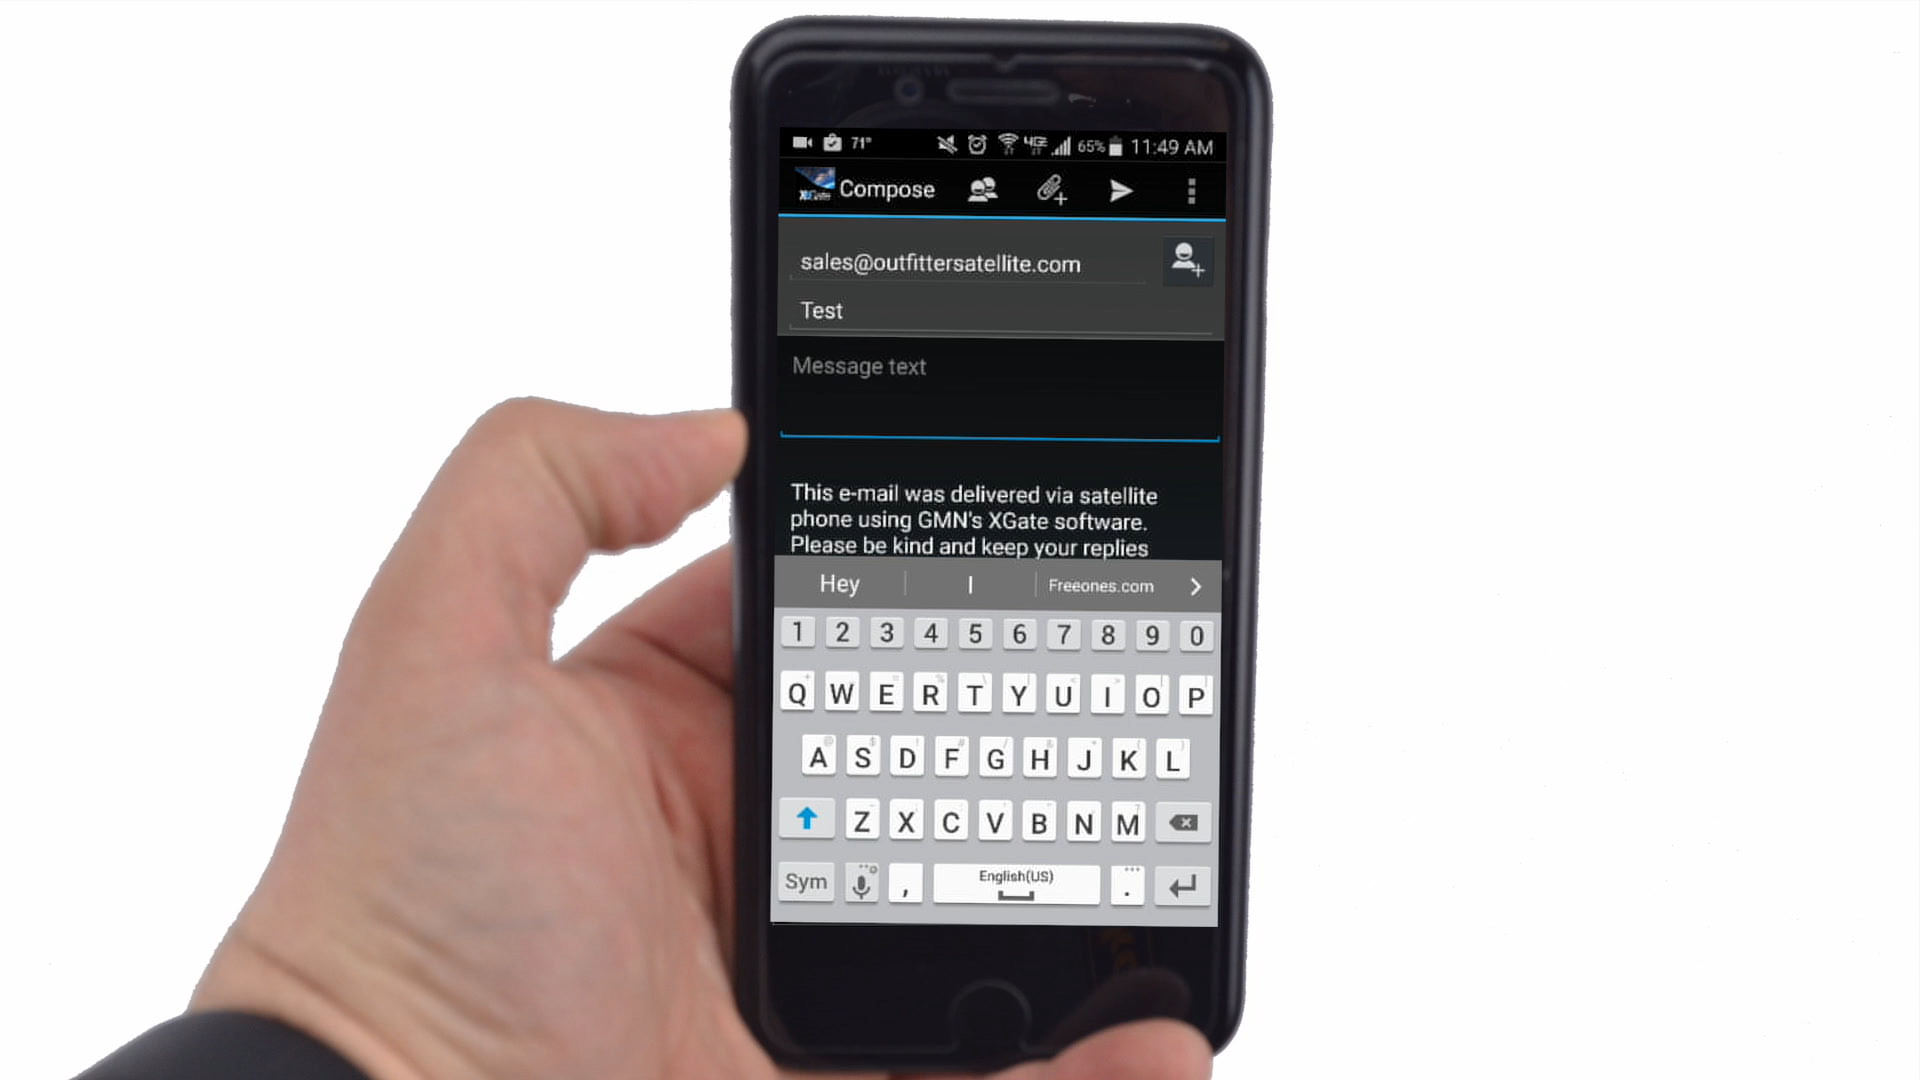 71° 4GE 65% 11:49 AM
XGate Compose
sales@outfittersatellite.com
Test
Message text
This e-mail was delivered via satellite
phone using GMN's XGate software.
Please be kind and keep your replies
Hey I Freeones.com
1 2 3 4 5 6 7 8 9 0
Q W E R T Y U I O P
A S D F G H J K L
Z X C V B N M
Sym , English(US) .